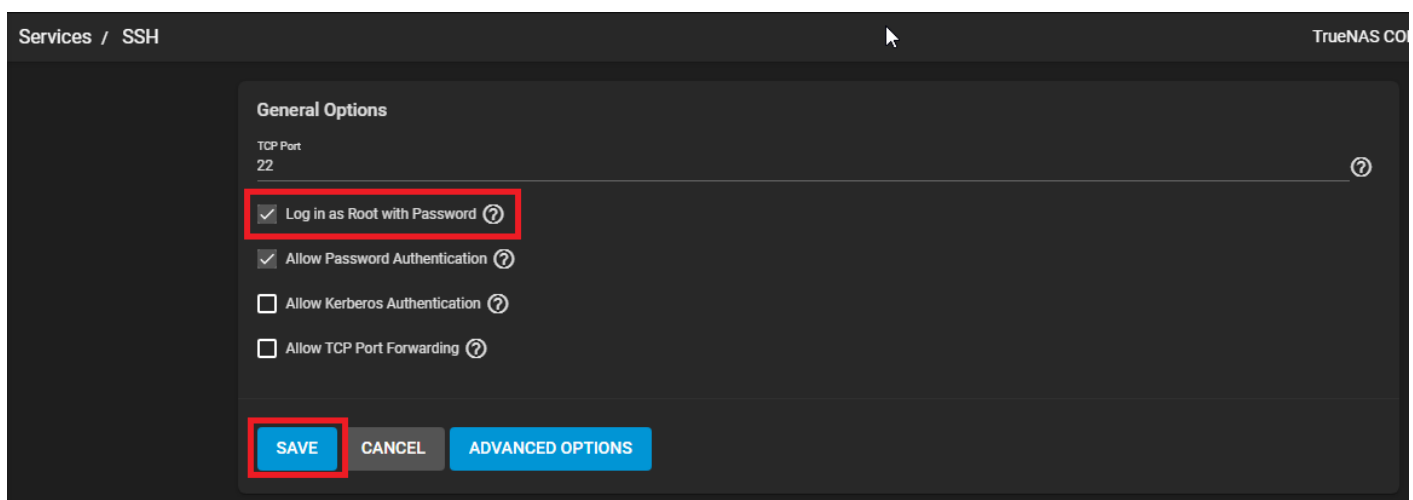 Services / SSH
TrueNAS CO
General Options
TCP Port
22
Log in as Root with Password
Allow Password Authentication
Allow Kerberos Authentication
Allow TCP Port Forwarding
SAVE CANCEL ADVANCED OPTIONS